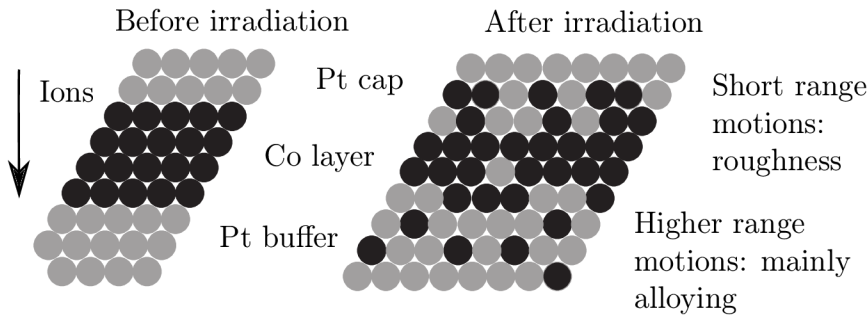 Before irradiation
After irradiation
Ions
Pt cap
Co layer
Pt buffer
Short range
motions:
roughness
Higher range
motions: mainly
alloying